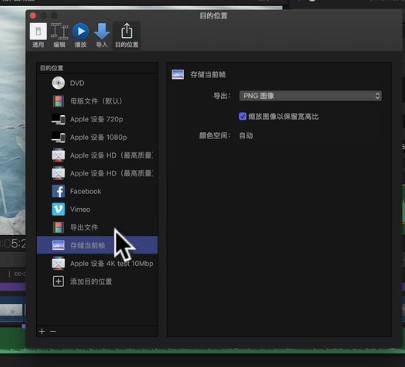 目的位置
通用
编辑
播放
导入
目的位置
目的位置
DVD
母版文件（默认）
Apple 设备 720p
Apple 设备 1080p
Apple 设备 HD（最高质量
Apple 设备 HD（最高质量
Facebook
Vimeo
导出文件
存储当前帧
Apple 设备 4K test 10Mbp
添加目的位置
存储当前帧
导出：
PNG 图像
缩放图像以保留宽高比
颜色空间：
自动